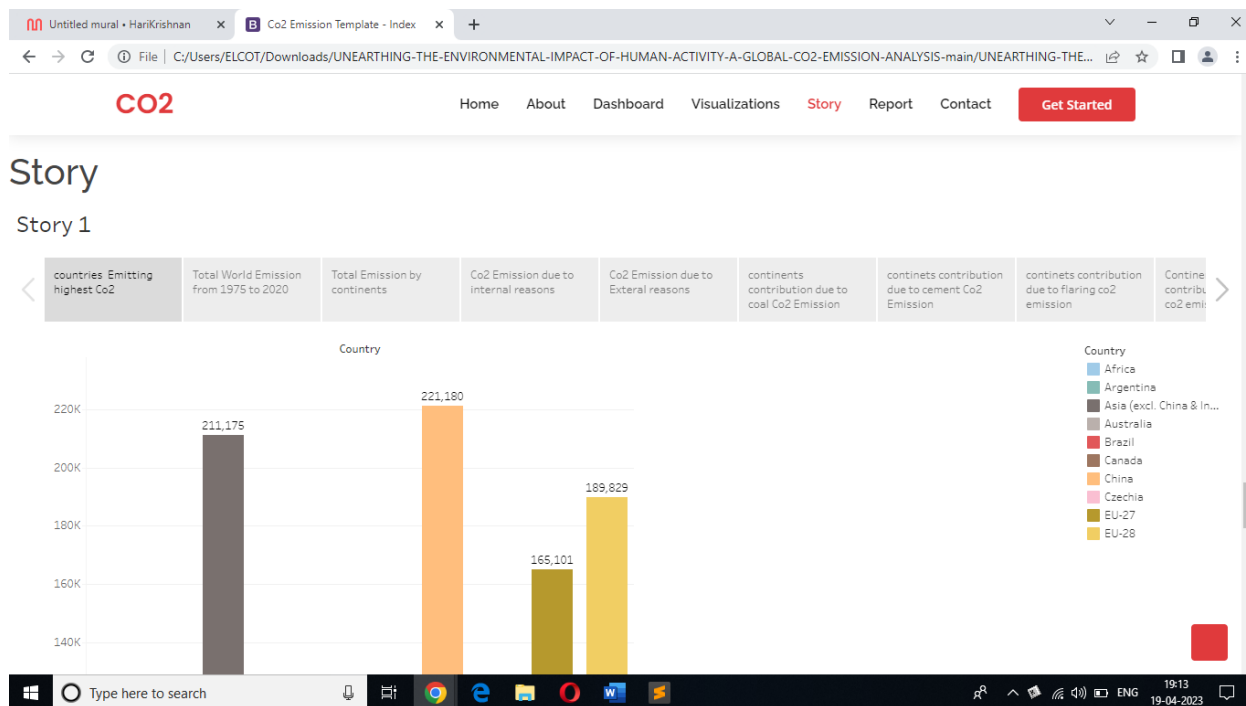 Untitled mural • HariKrishnan
Co2 Emission Template - Index
File
C:/Users/ELCOT/Downloads/UNEARTHING-THE-ENVIRONMENTAL-IMPACT-OF-HUMAN-ACTIVITY-A-GLOBAL-CO2-EMISSION-ANALYSIS-main/UNEARTHING-THE...
CO2
Home
About
Dashboard
Visualizations
Story
Report
Contact
Get Started
Story
Story 1
countries Emitting
highest Co2
Total World Emission
from 1975 to 2020
Total Emission by
continents
Co2 Emission due to
internal reasons
Co2 Emission due to
Exteral reasons
continents
contribution due to
coal Co2 Emission
continets contribution
due to cement Co2
Emission
continets contribution
due to flaring co2
emission
Contine
contribu
co2 emi
Country
220K
200K
180K
160K
140K
211,175
221,180
165,101
189,829
Country
Africa
Argentina
Asia (excl. China & In...
Australia
Brazil
Canada
China
Czechia
EU-27
EU-28
Type here to search
ENG
19:13
19-04-2023